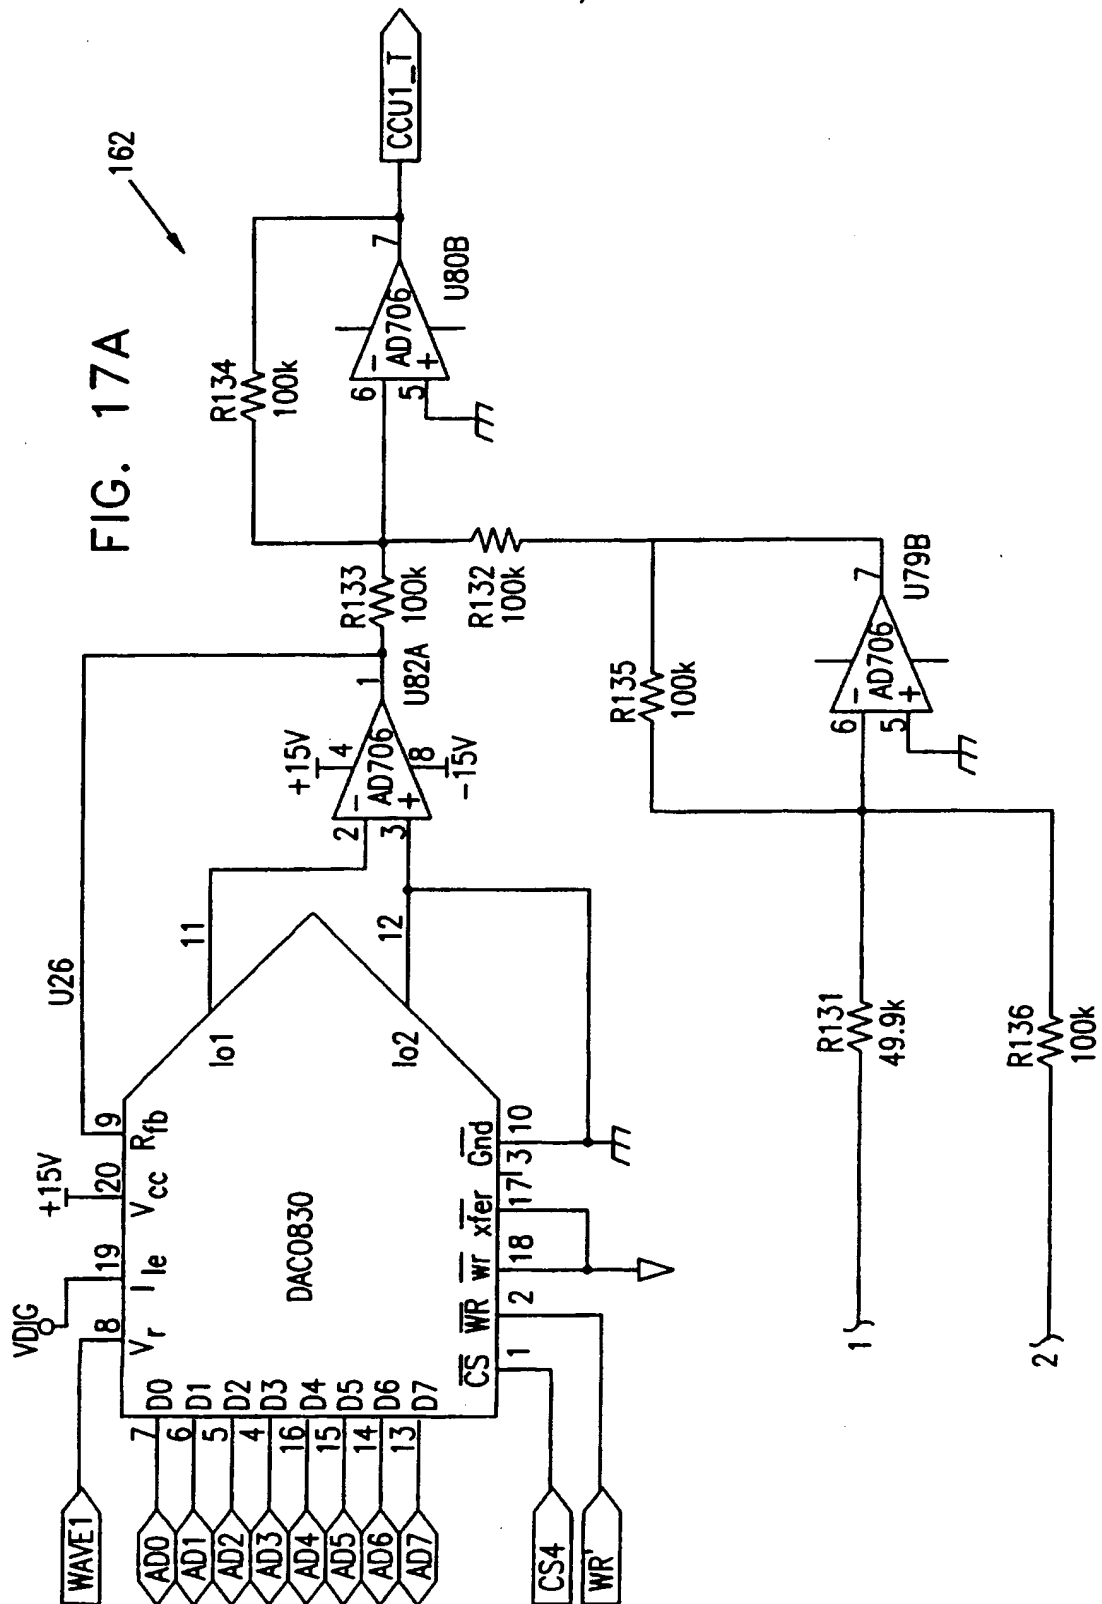 FIG. 17A
162
WAVE1
AD0
AD1
AD2
AD3
AD4
AD5
AD6
AD7
CS4
WR'
7
6
5
4
16
15
14
13
D0
D1
D2
D3
D4
D5
D6
D7
VDIG
+15V
8
19
20
9
Vr
Ile
Vcc
Rfb
U26
DAC0830
CS
WR
wr
xfer
Gnd
1
2
18
17
3
10
Io1
Io2
11
12
+15V
2
3
4
8
1
-
+
AD706
-15V
U82A
R133
100k
R134
100k
R132
100k
6
5
-
+
AD706
7
U80B
CCU1_T
R135
100k
6
5
-
+
AD706
7
U79B
1
R131
49.9k
2
R136
100k